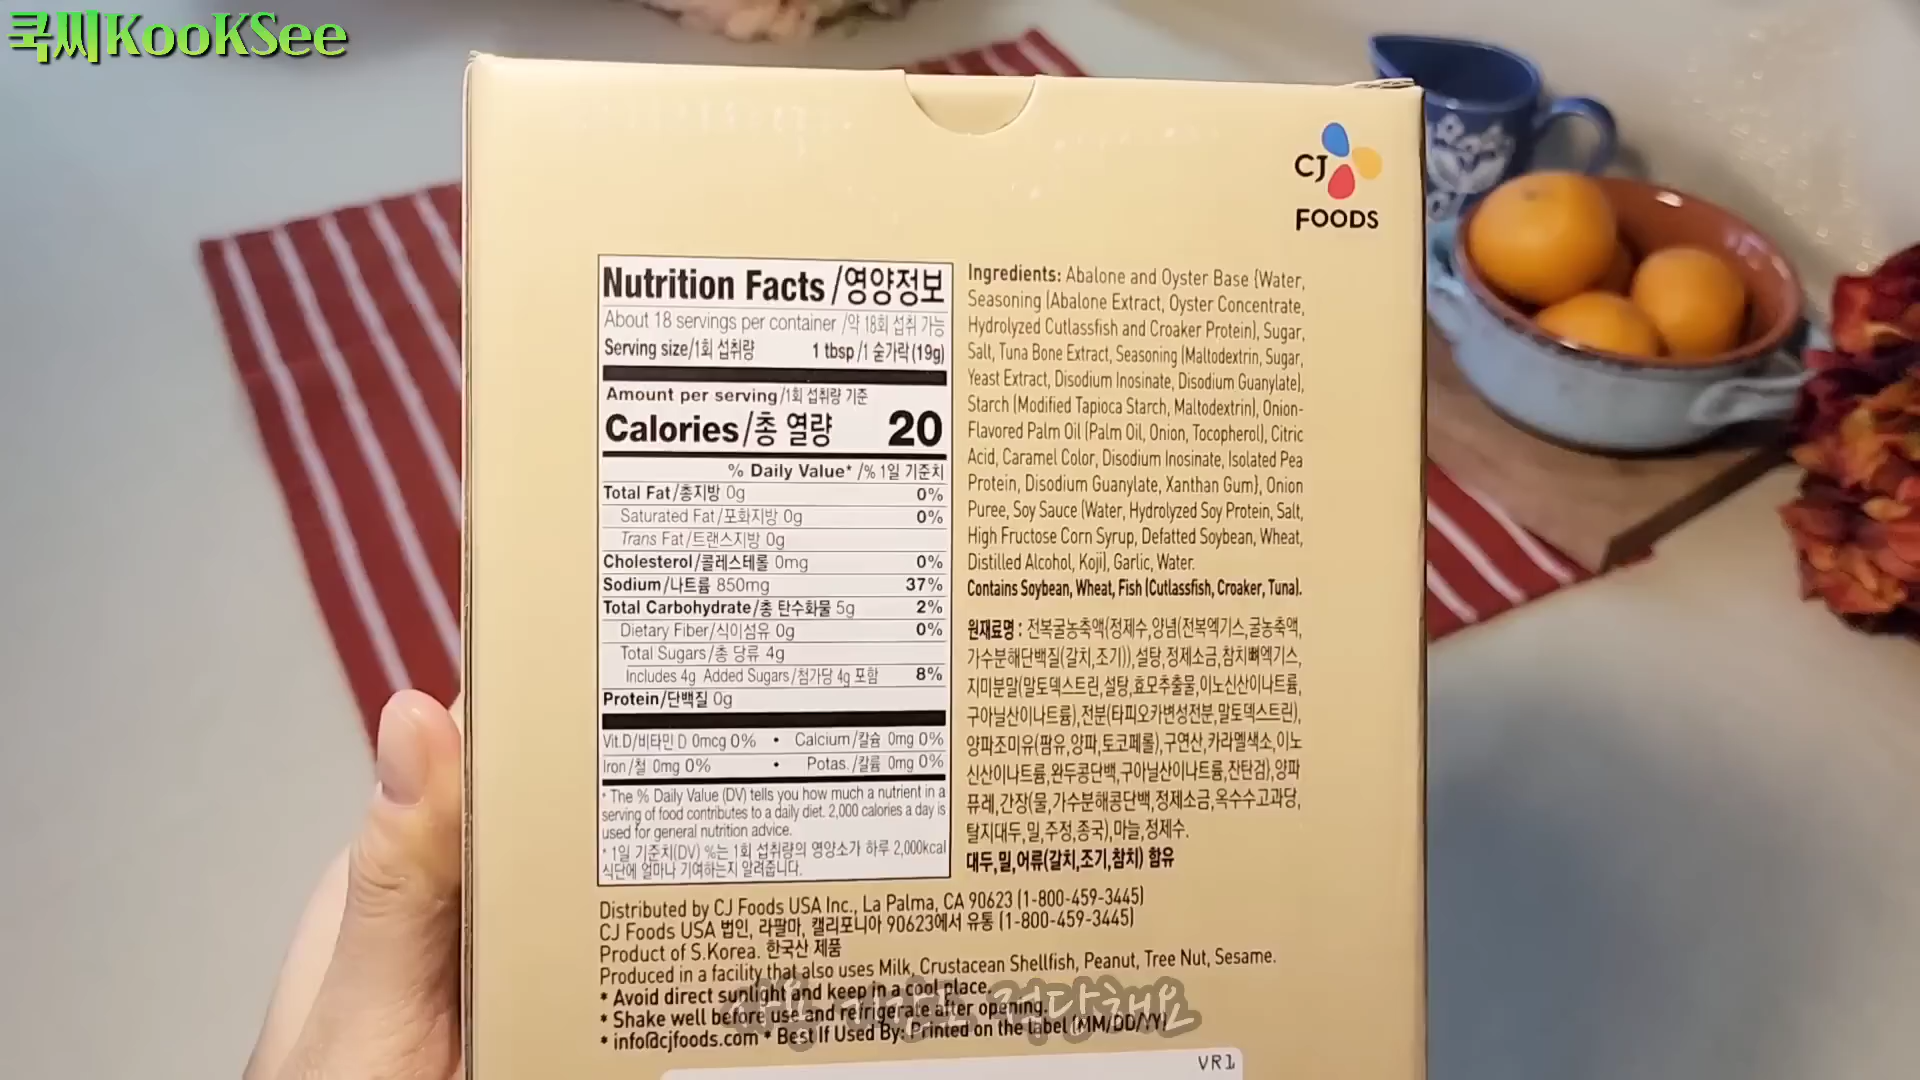 쿡씨KooKSee
CJ
FOODS
Nutrition Facts/영양정보
About 18 servings per container /약 18회 섭취 가능
Serving size/1회 섭취량 1 tbsp/1 숟가락(19g)
Amount per serving/1회 섭취량 기준
Calories/총 열량 20
% Daily Value* /% 1일 기준치
Total Fat/총지방 0g 0%
Saturated Fat/포화지방 0g 0%
Trans Fat/트랜스지방 0g
Cholesterol/콜레스테롤 0mg 0%
Sodium/나트륨 850mg 37%
Total Carbohydrate/총 탄수화물 5g 2%
Dietary Fiber/식이섬유 0g 0%
Total Sugars/총 당류 4g
Includes 4g Added Sugars/첨가당 4g 포함 8%
Protein/단백질 0g
Vit.D/비타민 D 0mcg 0% • Calcium/칼슘 0mg 0%
Iron/철 0mg 0% • Potas./칼륨 0mg 0%
* The % Daily Value (DV) tells you how much a nutrient in a
serving of food contributes to a daily diet. 2,000 calories a day is
used for general nutrition advice.
* 1일 기준치(DV) %는 1회 섭취량의 영양소가 하루 2,000kcal
식단에 얼마나 기여하는지 알려줍니다.
Ingredients: Abalone and Oyster Base {Water,
Seasoning (Abalone Extract, Oyster Concentrate,
Hydrolyzed Cutlassfish and Croaker Protein), Sugar,
Salt, Tuna Bone Extract, Seasoning (Maltodextrin, Sugar,
Yeast Extract, Disodium Inosinate, Disodium Guanylate),
Starch (Modified Tapioca Starch, Maltodextrin), Onion-
Flavored Palm Oil (Palm Oil, Onion, Tocopherol), Citric
Acid, Caramel Color, Disodium Inosinate, Isolated Pea
Protein, Disodium Guanylate, Xanthan Gum}, Onion
Puree, Soy Sauce (Water, Hydrolyzed Soy Protein, Salt,
High Fructose Corn Syrup, Defatted Soybean, Wheat,
Distilled Alcohol, Koji), Garlic, Water.
Contains Soybean, Wheat, Fish (Cutlassfish, Croaker, Tuna).
원재료명 : 전복굴농축액(정제수,양념(전복엑기스,굴농축액,
가수분해단백질(갈치,조기)),설탕,정제소금,참치뼈엑기스,
지미분말(말토덱스트린,설탕,효모추출물,이노신산이나트륨,
구아닐산이나트륨),전분(타피오카변성전분,말토덱스트린),
양파조미유(팜유,양파,토코페롤),구연산,카라멜색소,이노
신산이나트륨,완두콩단백,구아닐산이나트륨,잔탄검),양파
퓨레,간장(물,가수분해콩단백,정제소금,옥수수고과당,
탈지대두,밀,주정,종국),마늘,정제수.
대두,밀,어류(갈치,조기,참치) 함유
Distributed by CJ Foods USA Inc., La Palma, CA 90623 (1-800-459-3445)
CJ Foods USA 법인, 라팔마, 캘리포니아 90623에서 유통 (1-800-459-3445)
Product of S.Korea. 한국산 제품
Produced in a facility that also uses Milk, Crustacean Shellfish, Peanut, Tree Nut, Sesame.
* Avoid direct sunlight and keep in a cool place.
* Shake well before use and refrigerate after opening.
* info@cjfoods.com * Best If Used By: Printed on the label (MM/DD/YY)
VR1